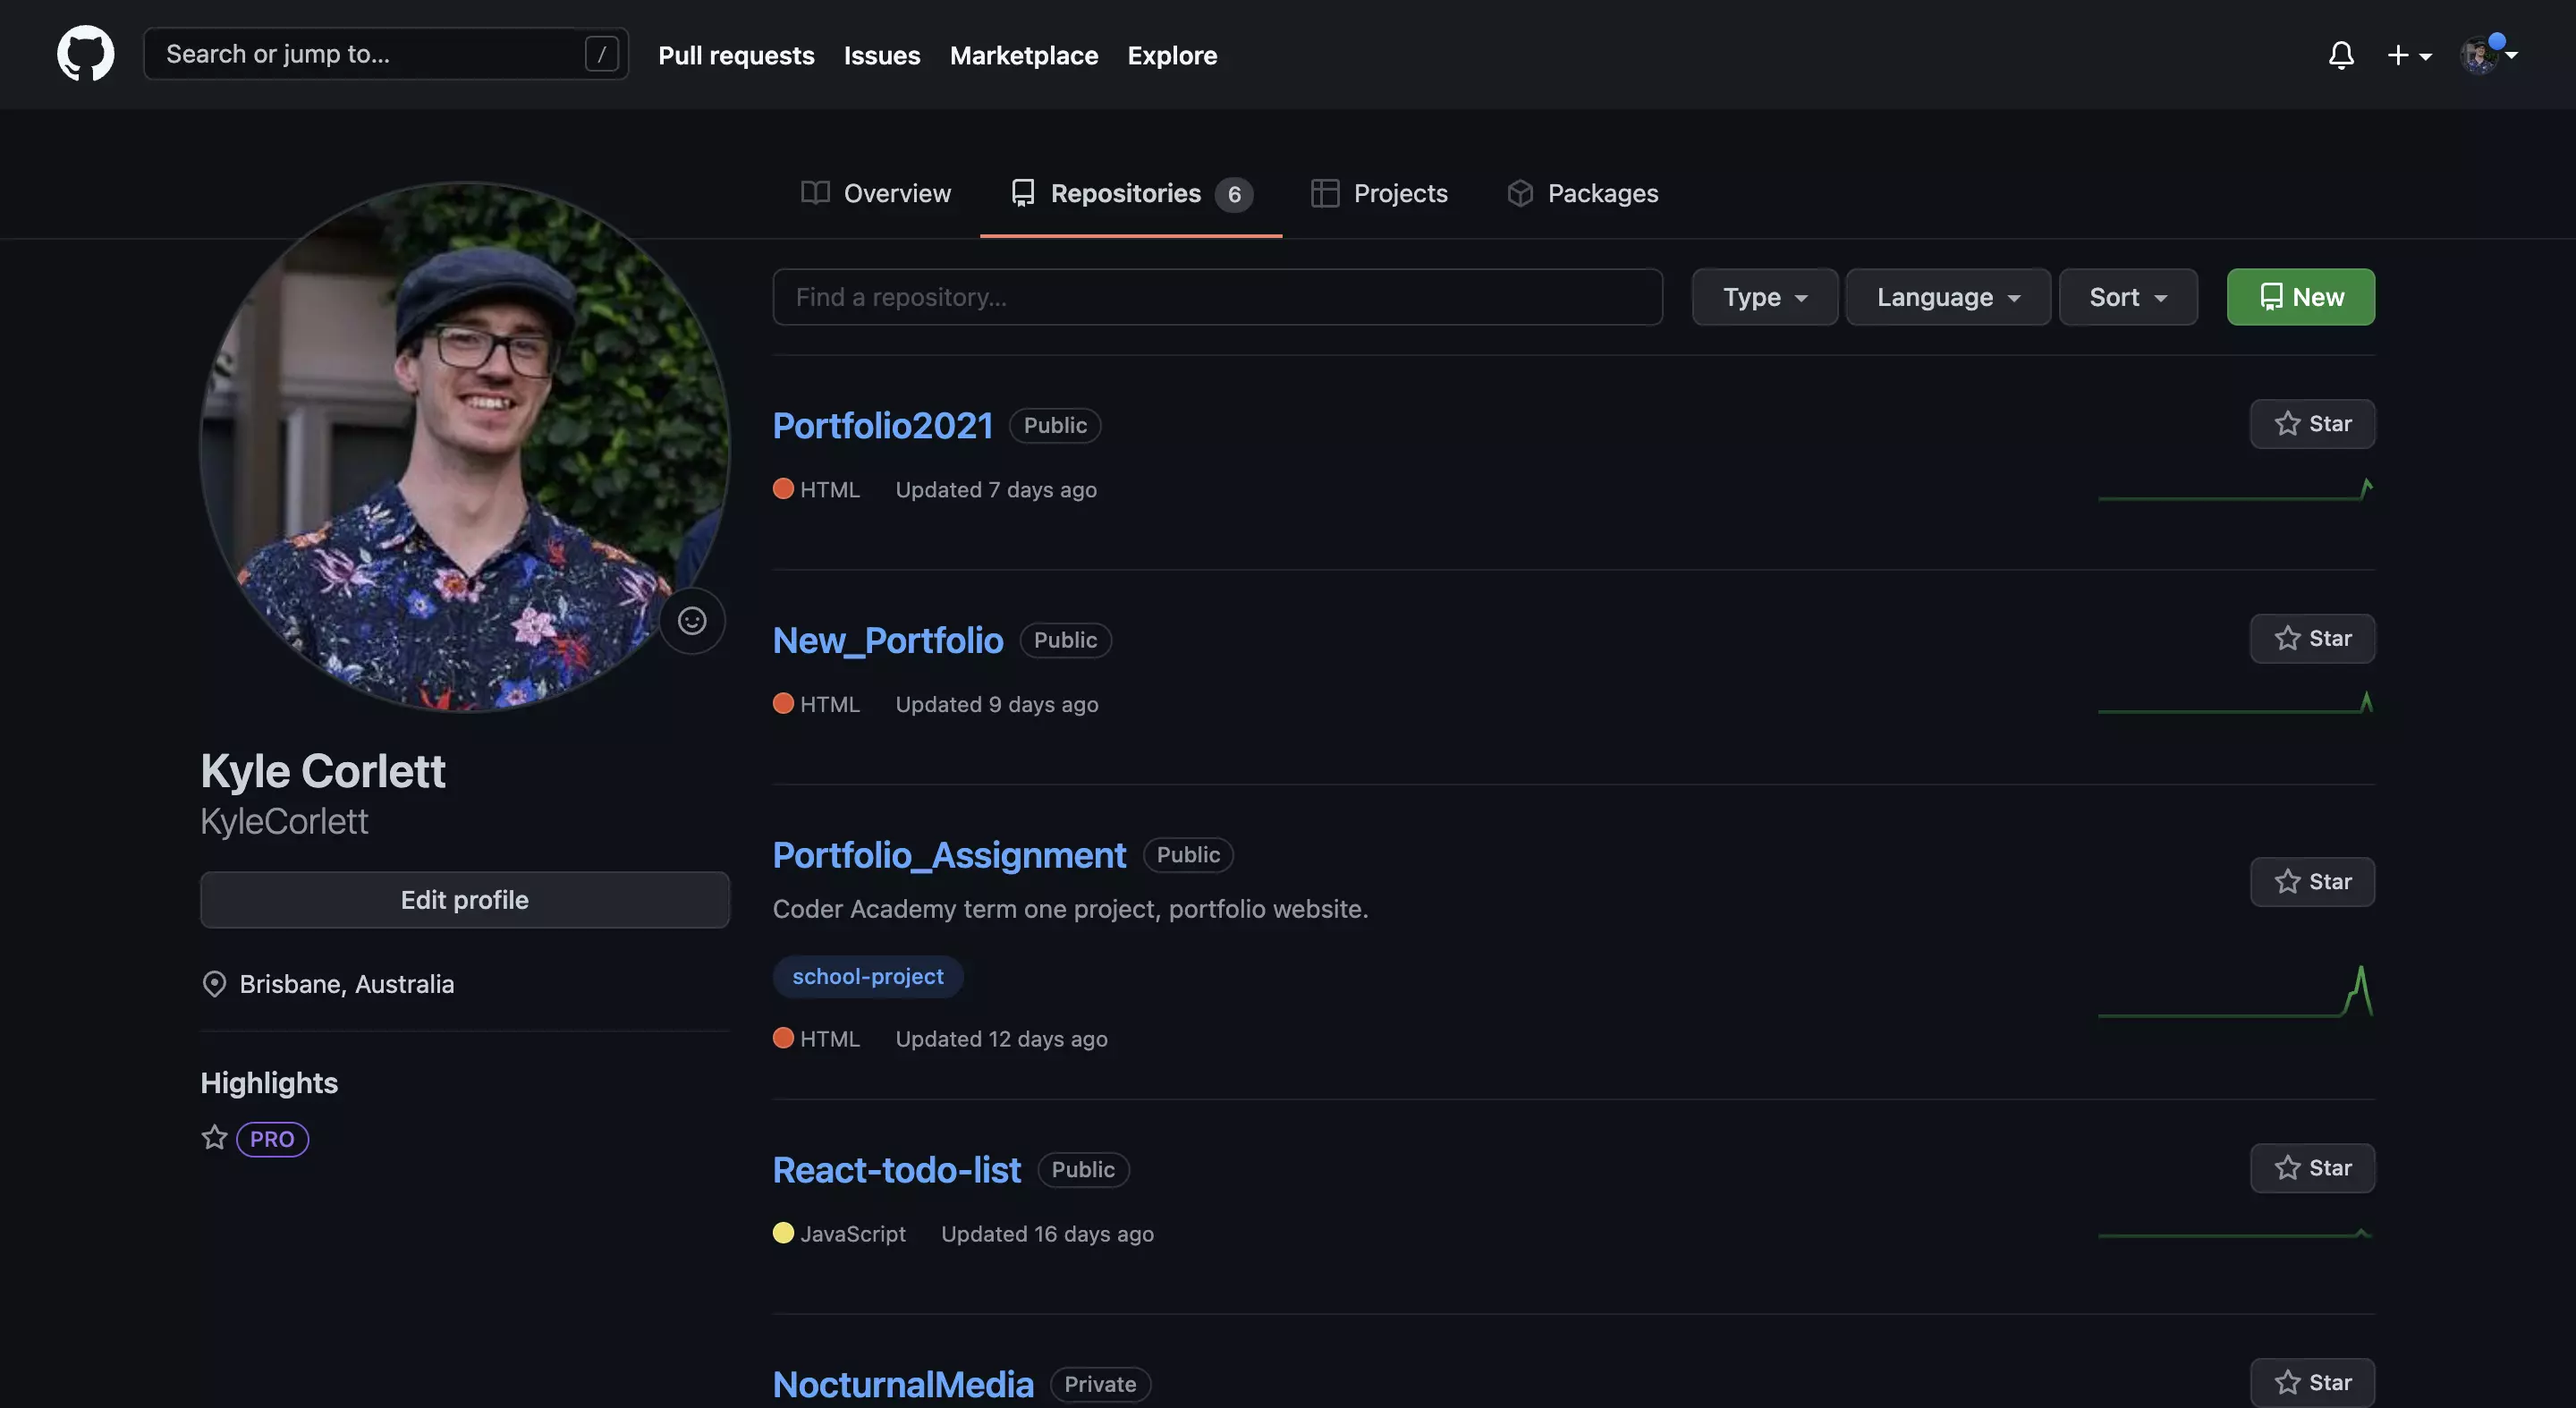 Search or jump to... /
Pull requests Issues Marketplace Explore
Overview Repositories 6 Projects Packages
Find a repository... Type Language Sort New
Portfolio2021 Public Star
HTML Updated 7 days ago
New_Portfolio Public Star
HTML Updated 9 days ago
Kyle Corlett
KyleCorlett
Edit profile
Brisbane, Australia
Highlights
PRO
Portfolio_Assignment Public Star
Coder Academy term one project, portfolio website.
school-project
HTML Updated 12 days ago
React-todo-list Public Star
JavaScript Updated 16 days ago
NocturnalMedia Private Star